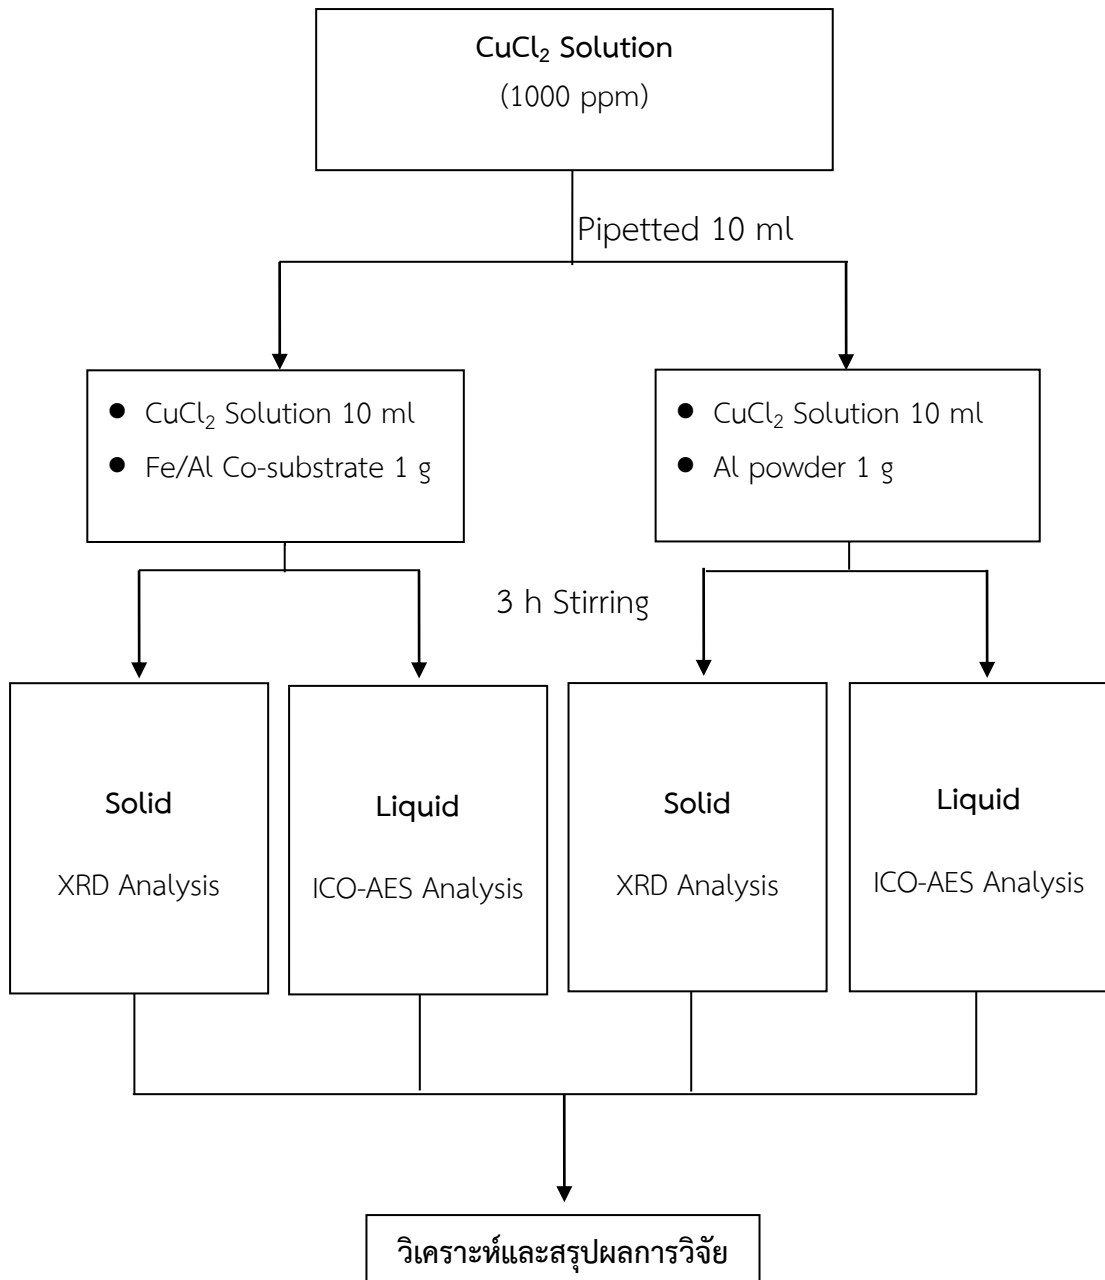 CuCl₂ Solution
(1000 ppm)
Pipetted 10 ml
● CuCl₂ Solution 10 ml
● Fe/Al Co-substrate 1 g
● CuCl₂ Solution 10 ml
● Al powder 1 g
3 h Stirring
Solid
XRD Analysis
Liquid
ICO-AES Analysis
Solid
XRD Analysis
Liquid
ICO-AES Analysis
วิเคราะห์และสรุปผลการวิจัย